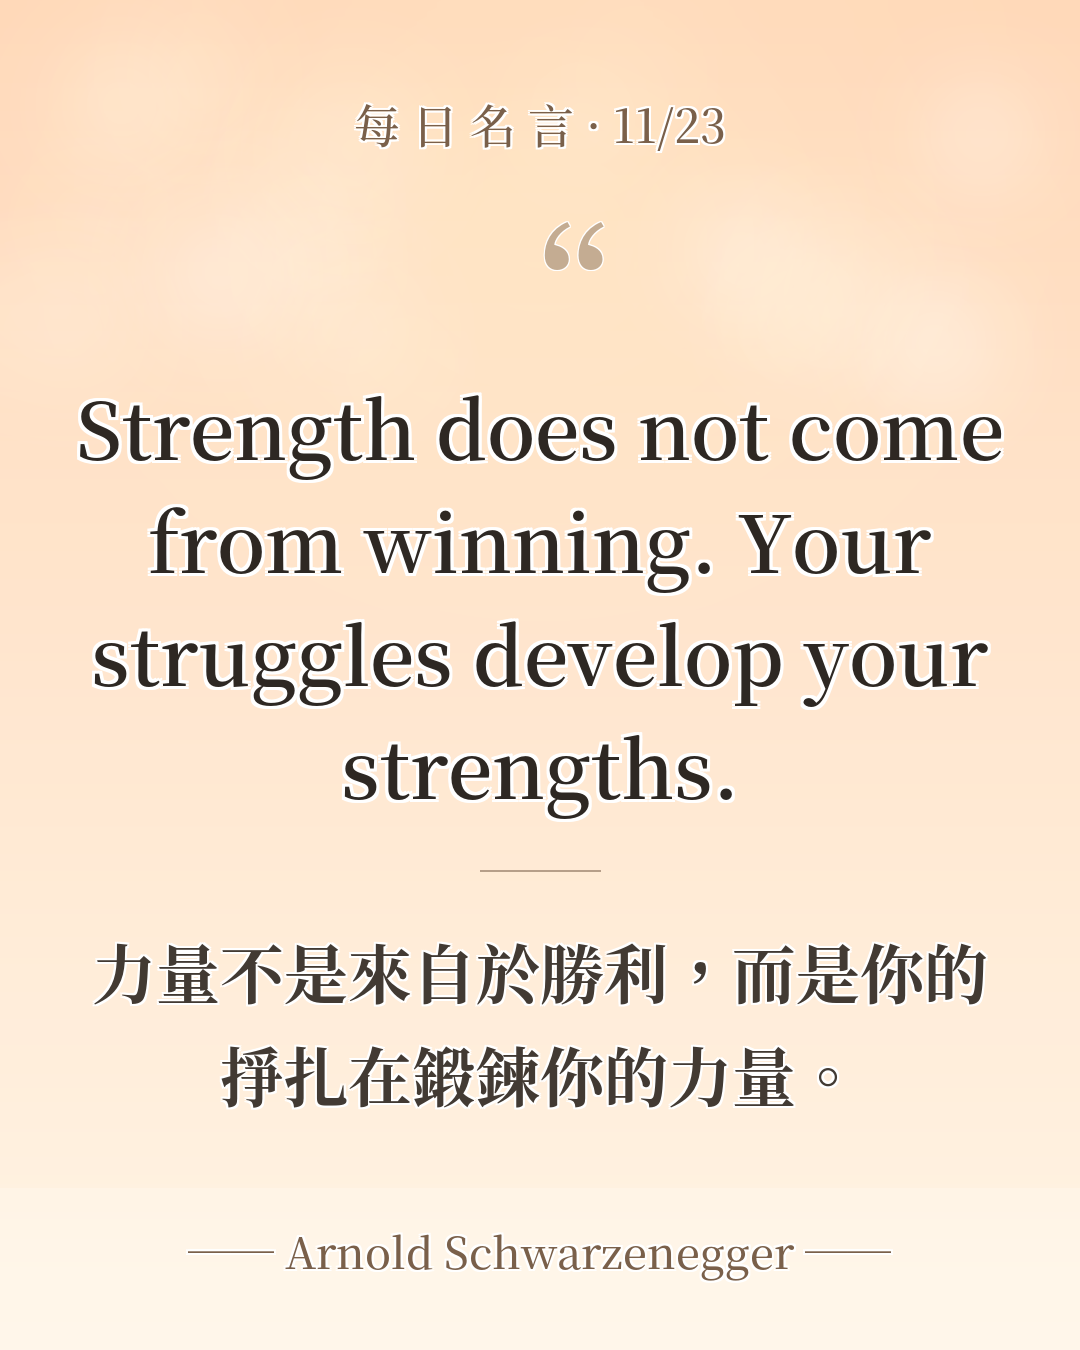 每日名言·11/23
“
Strength does not come
from winning. Your
struggles develop your
strengths.
力量不是來自於勝利，而是你的
掙扎在鍛鍊你的力量。
Arnold Schwarzenegger